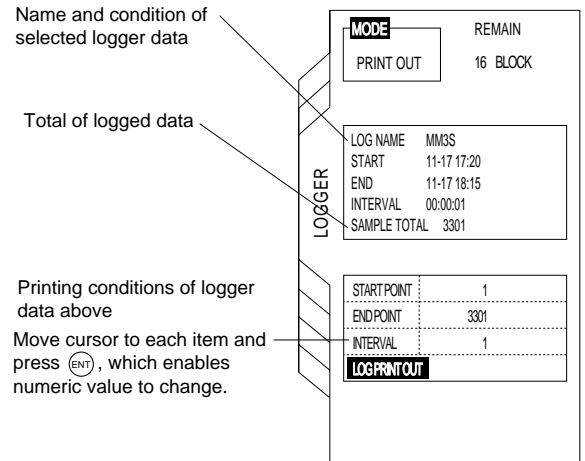 Name and condition of
selected logger data
Total of logged data
Printing conditions of logger
data above
Move cursor to each item and
press ENT, which enables
numeric value to change.
LOGGER
MODE
PRINT OUT
REMAIN
16 BLOCK
LOG NAME MM3S
START 11-17 17:20
END 11-17 18:15
INTERVAL 00:00:01
SAMPLE TOTAL 3301
START POINT 1
END POINT 3301
INTERVAL 1
LOG PRINT OUT